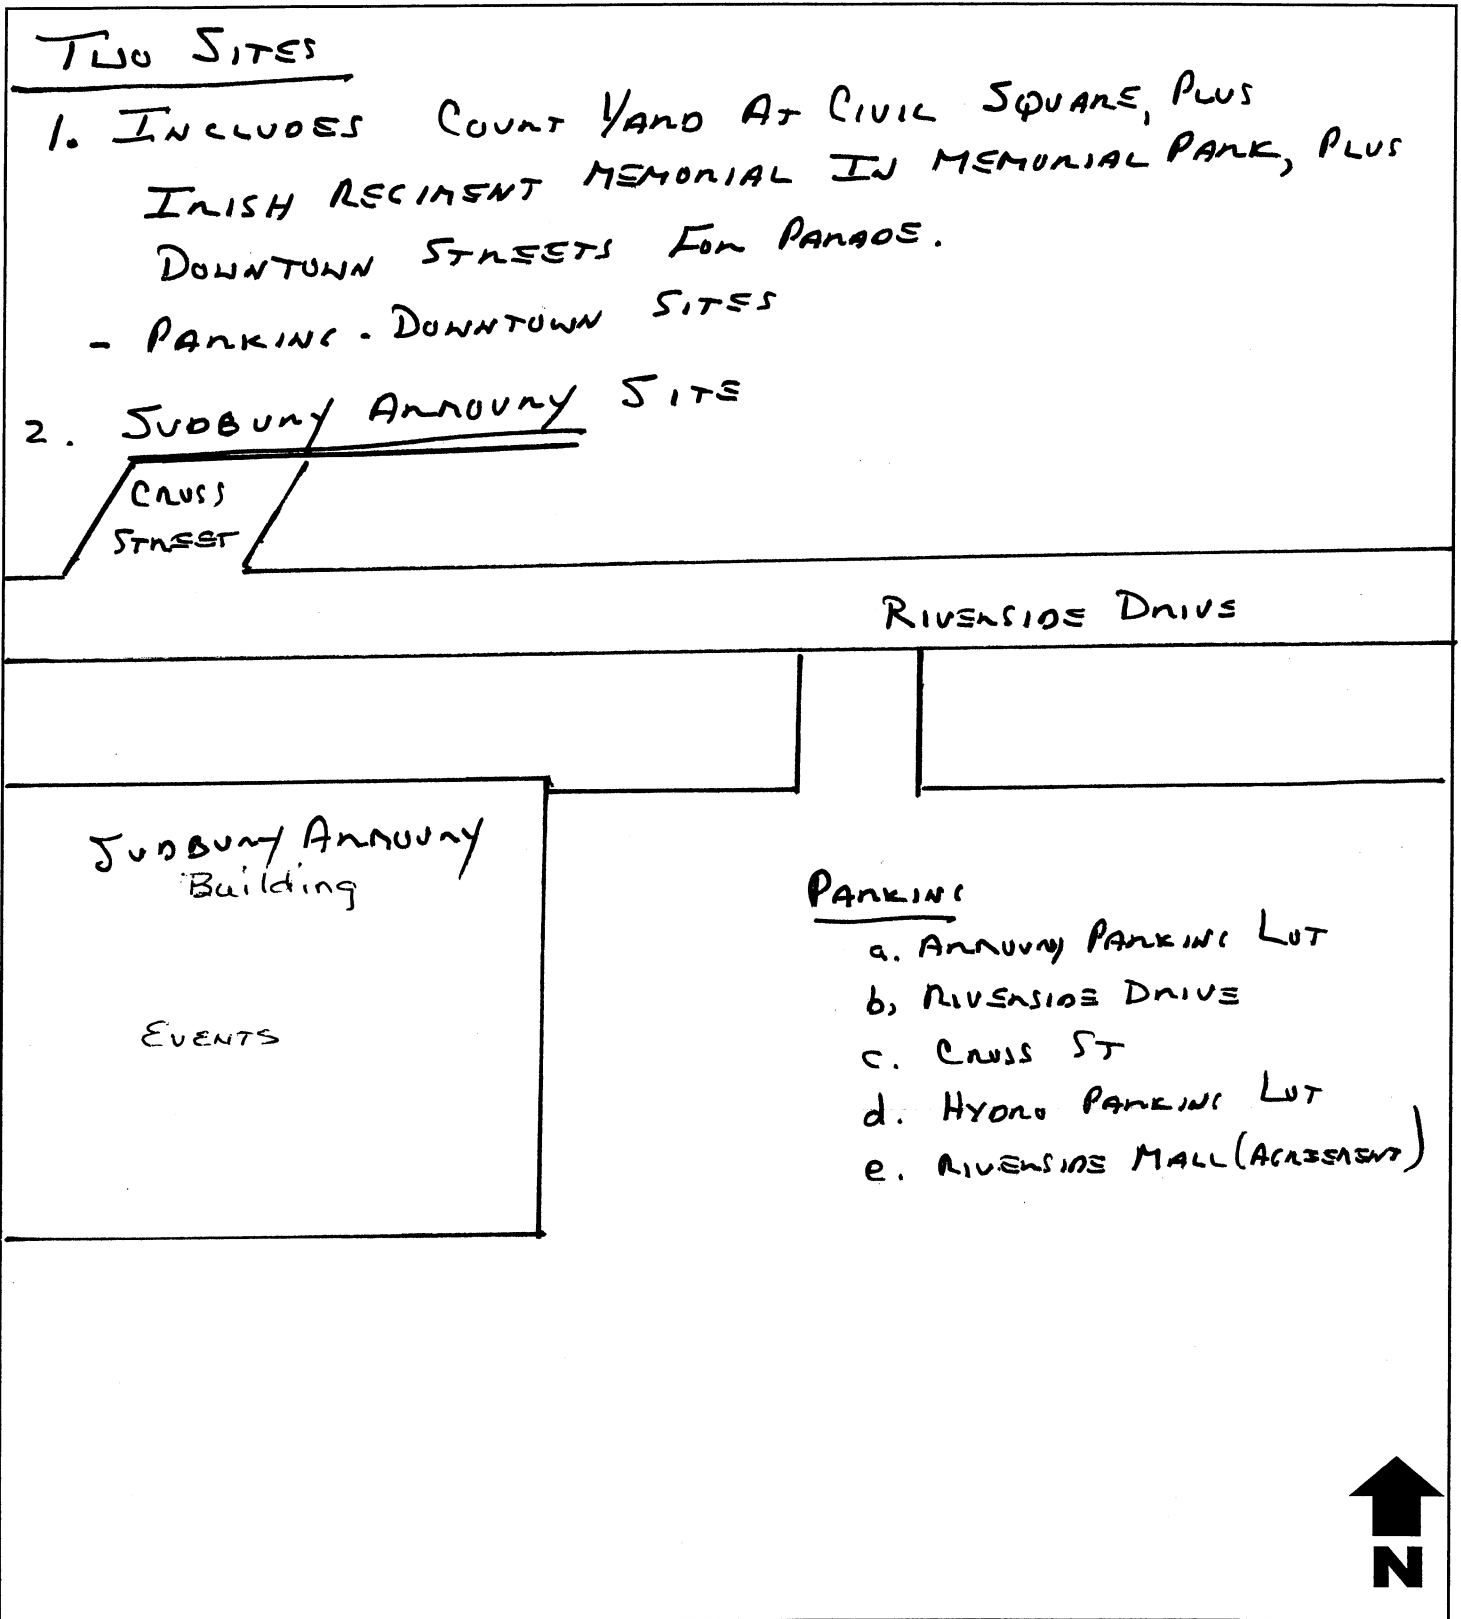 TWO SITES
1. INCLUDES COURT YARD AT CIVIC SQUARE, PLUS
IRISH REGIMENT MEMORIAL IN MEMORIAL PARK, PLUS
DOWNTOWN STREETS FOR PARADE.
- PARKING - DOWNTOWN SITES
2. SUDBURY ARMOURY SITE
CROSS
STREET
RIVERSIDE DRIVE
SUDBURY ARMOURY
Building
EVENTS
PARKING
a. ARMOURY PARKING LOT
b, RIVERSIDE DRIVE
c. CROSS ST
d. HYDRO PARKING LOT
e. RIVERSIDE MALL (AGREEMENT)
N